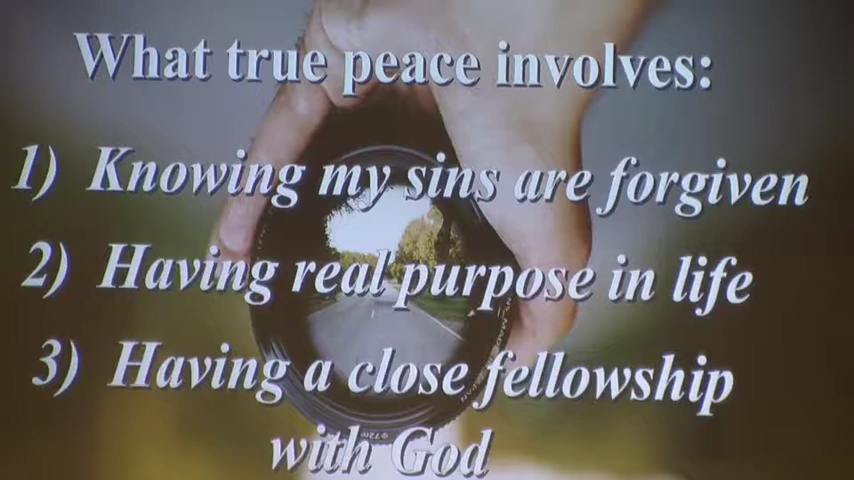 What true peace involves:
1) Knowing my sins are forgiven
2) Having real purpose in life
3) Having a close fellowship
with God